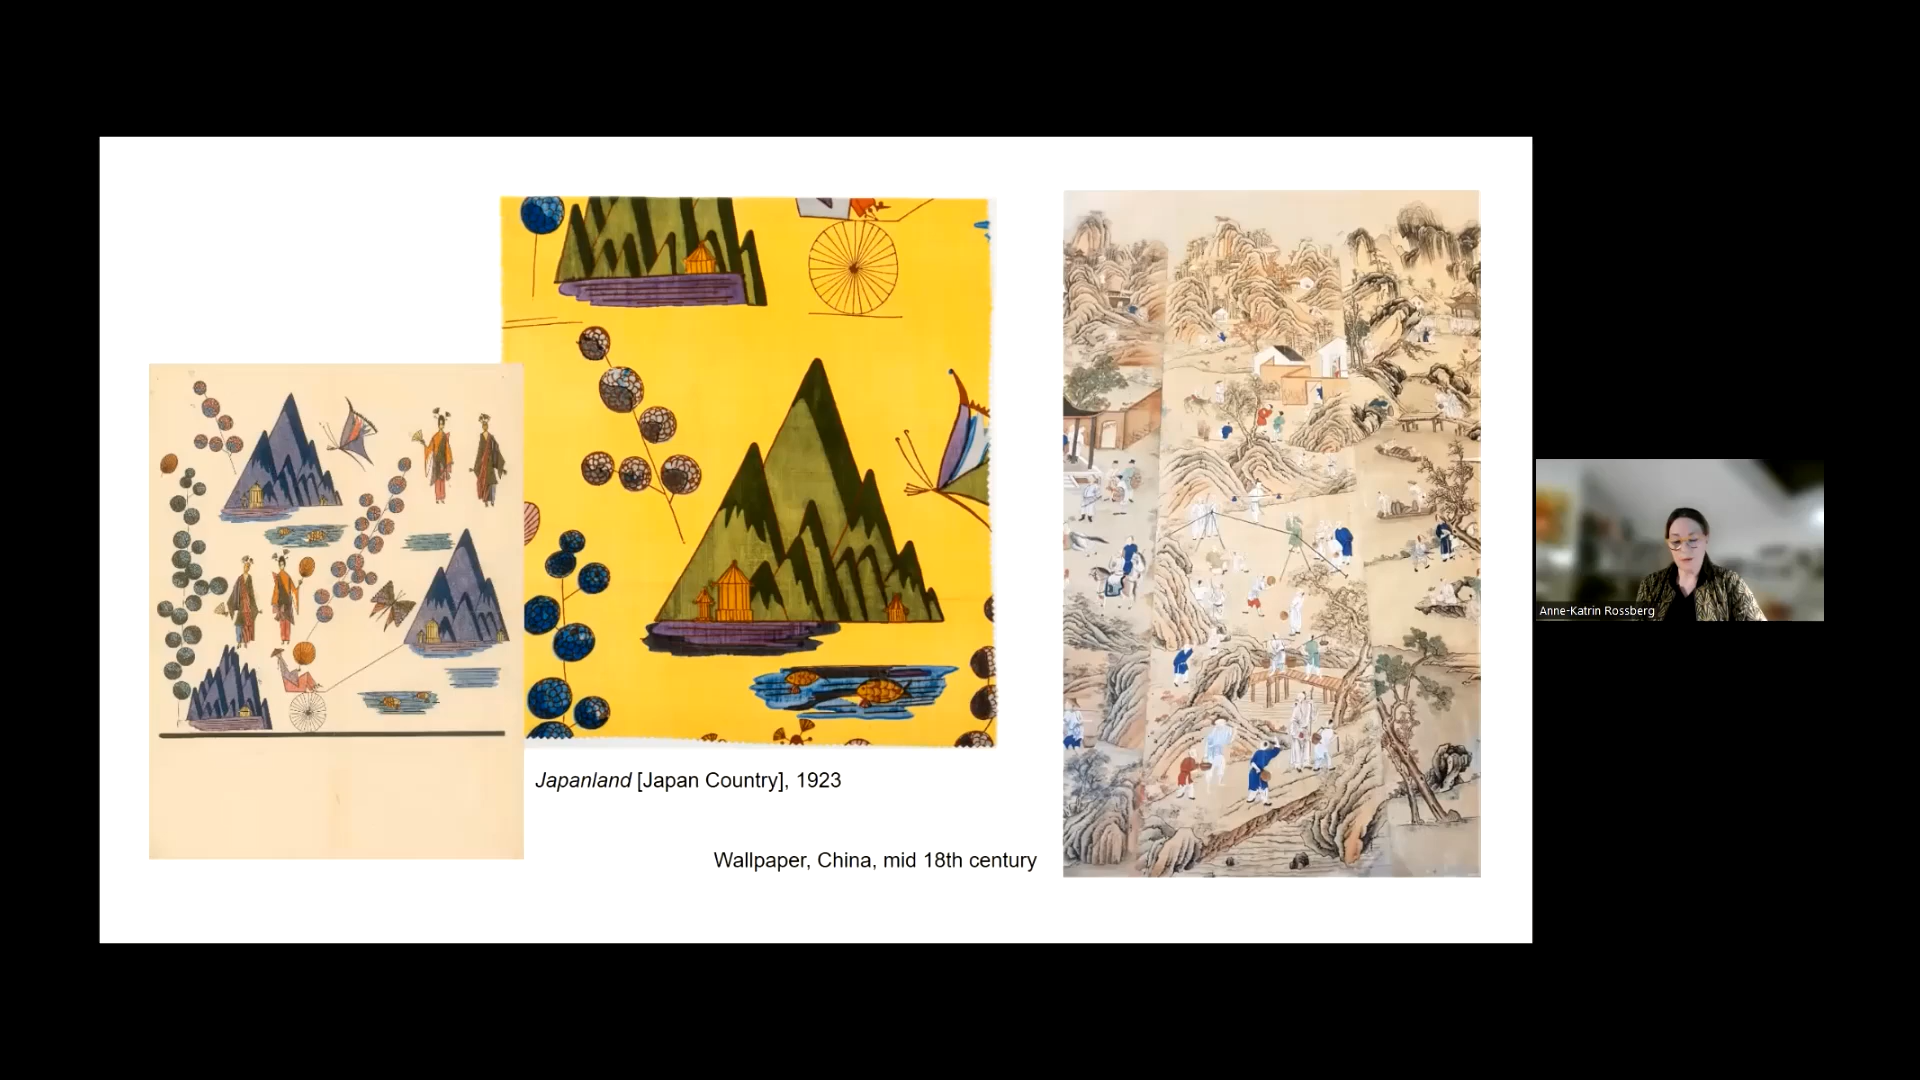 Japanland [Japan Country], 1923
Wallpaper, China, mid 18th century
Anne-Katrin Rossberg